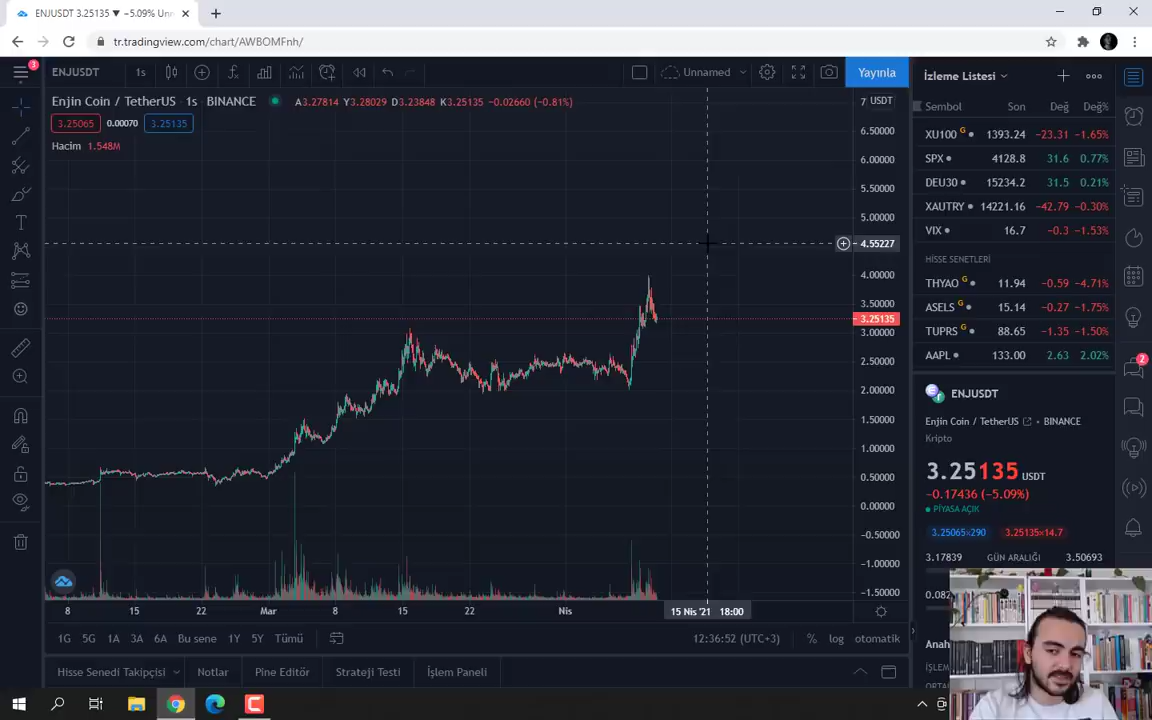 ENJUSDT 3.25135 ▼ −5.09% Unn
tr.tradingview.com/chart/AWBOMFnh/
3
ENJUSDT 1s Unnamed Yayınla
Enjin Coin / TetherUS 1s BINANCE A3.27814 Y3.28029 D3.23848 K3.25135 −0.02660 (−0.81%)
3.25065 0.00070 3.25135
Hacim 1.548M
7 USDT
6.50000
6.00000
5.50000
5.00000
4.55227
4.00000
3.50000
3.25135
3.00000
2.50000
2.00000
1.50000
1.00000
0.50000
0.00000
−0.50000
−1.00000
−1.50000
8 15 22 Mar 8 15 22 Nis 15 Nis '21 18:00
1G 5G 1A 3A 6A Bu sene 1Y 5Y Tümü 12:36:52 (UTC+3) % log otomatik
Hisse Senedi Takipçisi Notlar Pine Editör Strateji Testi İşlem Paneli
İzleme Listesi
Sembol Son Değ Değ%
XU100 G 1393.24 −23.31 −1.65%
SPX 4128.8 31.6 0.77%
DEU30 15234.2 31.5 0.21%
XAUTRY 14221.16 −42.79 −0.30%
VIX 16.7 −0.3 −1.53%
HİSSE SENETLERİ
THYAO G 11.94 −0.59 −4.71%
ASELS G 15.14 −0.27 −1.75%
TUPRS G 88.65 −1.35 −1.50%
AAPL 133.00 2.63 2.02%
2
ENJUSDT
Enjin Coin / TetherUS BINANCE
Kripto
3.25135 USDT
−0.17436 (−5.09%)
PİYASA AÇIK
3.25065×290 3.25135×14.7
3.17839 GÜN ARALIĞI 3.50693
0.082
Anah
İŞLEM